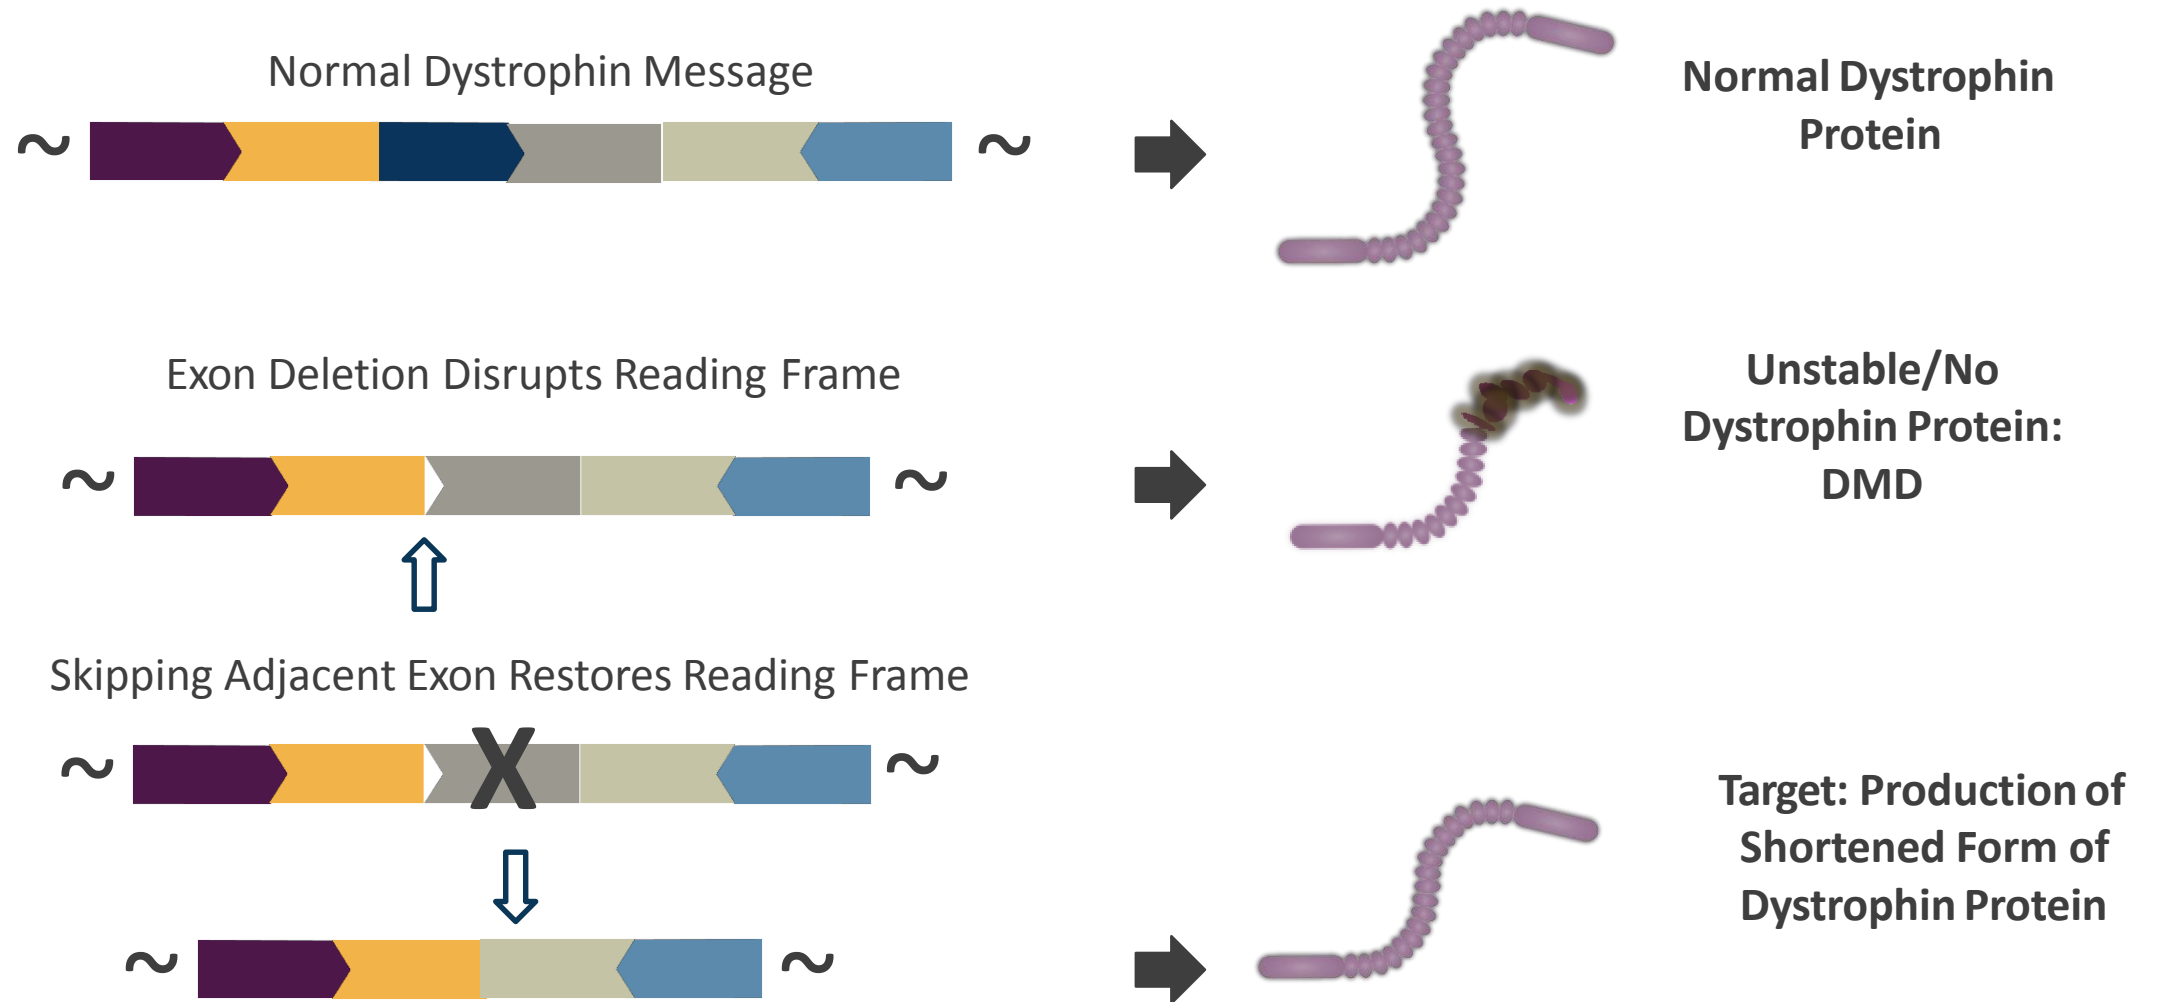 Normal Dystrophin Message
~ ~
Normal Dystrophin
Protein
Exon Deletion Disrupts Reading Frame
~ ~
Unstable/No
Dystrophin Protein:
DMD
Skipping Adjacent Exon Restores Reading Frame
~ X ~
~ ~
Target: Production of
Shortened Form of
Dystrophin Protein